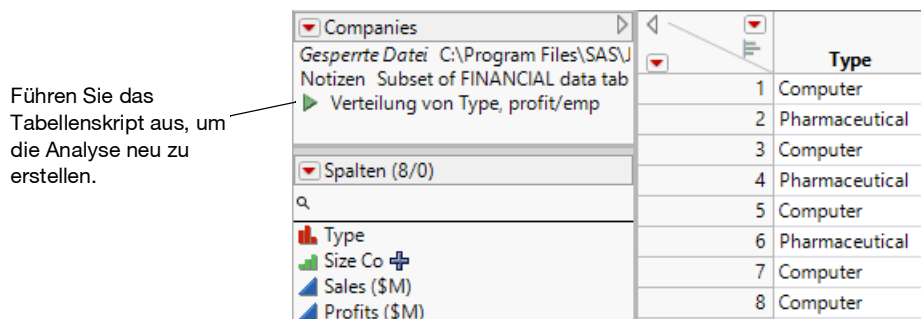 Führen Sie das
Tabellenskript aus, um
die Analyse neu zu
erstellen.
Companies
Gesperrte Datei C:\Program Files\SAS\J
Notizen Subset of FINANCIAL data tab
Verteilung von Type, profit/emp
Spalten (8/0)
Type
Size Co
Sales ($M)
Profits ($M)
Type
1 Computer
2 Pharmaceutical
3 Computer
4 Pharmaceutical
5 Computer
6 Pharmaceutical
7 Computer
8 Computer